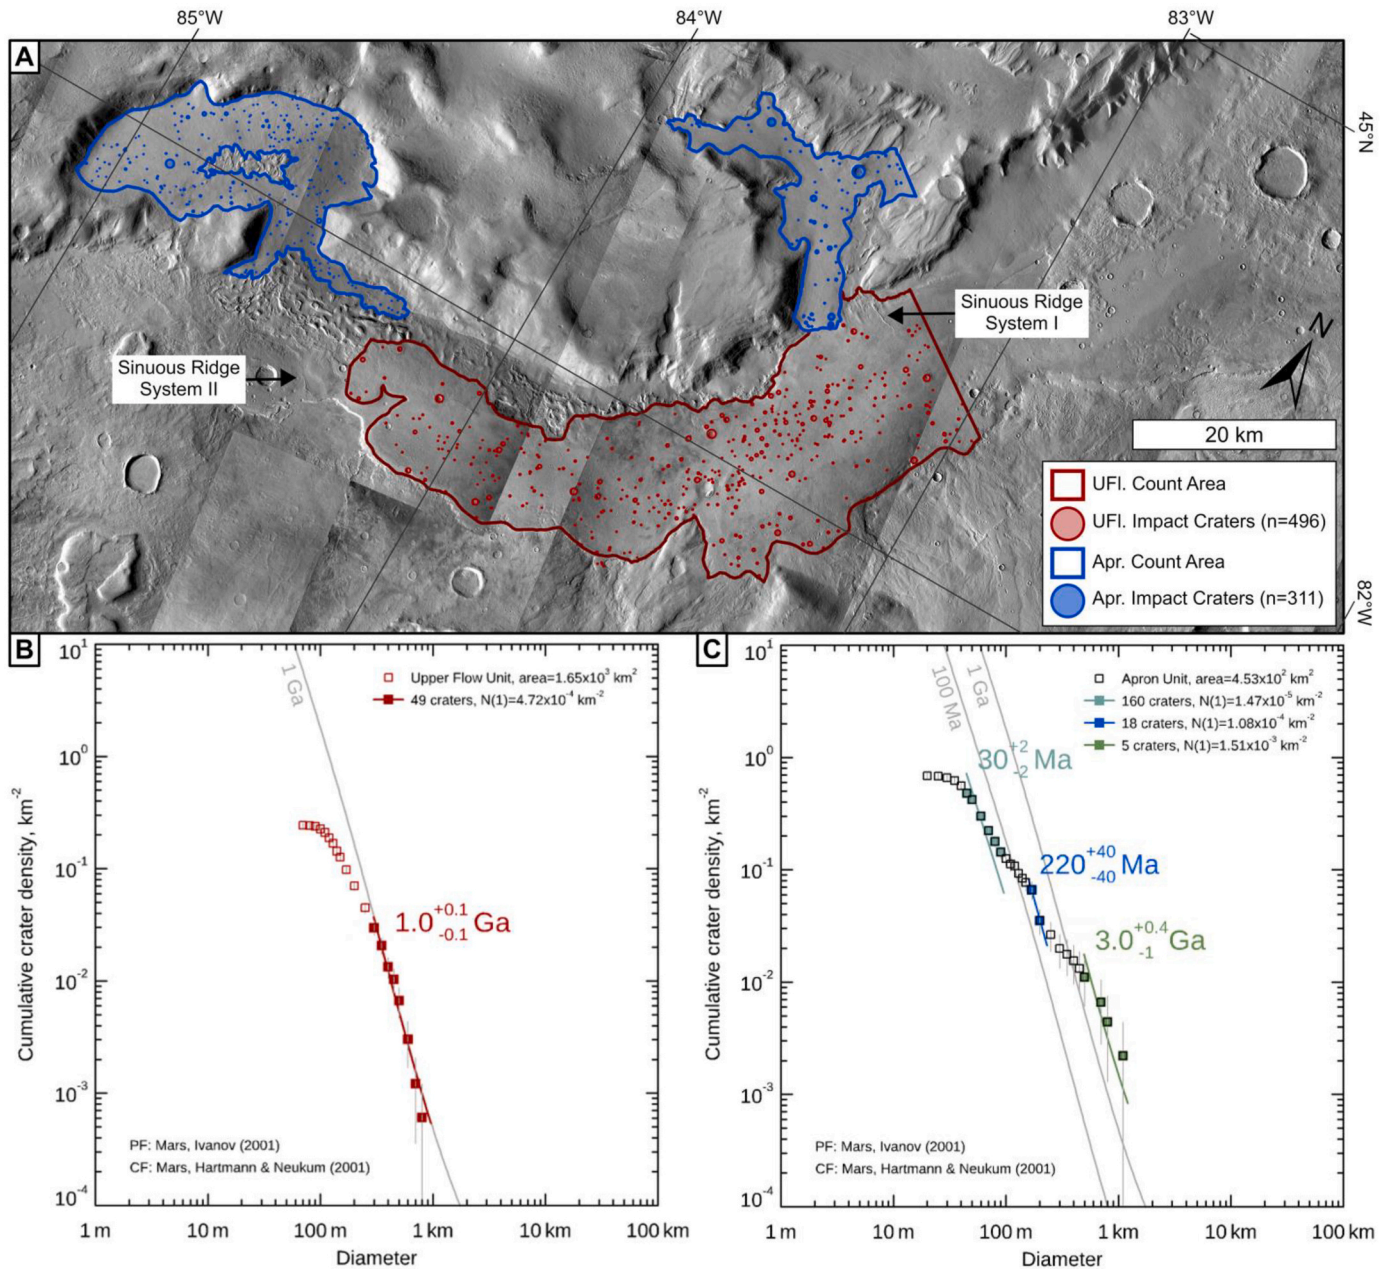 85°W 84°W 83°W
A
45°N
Sinuous Ridge
System I
N
Sinuous Ridge
System II
20 km
UFl. Count Area
UFl. Impact Craters (n=496)
Apr. Count Area
Apr. Impact Craters (n=311)
82°W
B
10¹
10⁰
10⁻¹
10⁻²
10⁻³
10⁻⁴
Cumulative crater density, km⁻²
1 Ga
Upper Flow Unit, area=1.65x10³ km²
49 craters, N(1)=4.72x10⁻⁴ km⁻²
1.0 +0.1 -0.1 Ga
PF: Mars, Ivanov (2001)
CF: Mars, Hartmann & Neukum (2001)
1 m 10 m 100 m 1 km 10 km 100 km
Diameter
C
10¹
10⁰
10⁻¹
10⁻²
10⁻³
10⁻⁴
Cumulative crater density, km⁻²
100 Ma
1 Ga
Apron Unit, area=4.53x10² km²
160 craters, N(1)=1.47x10⁻⁵ km⁻²
18 craters, N(1)=1.08x10⁻⁴ km⁻²
5 craters, N(1)=1.51x10⁻³ km⁻²
30 +2 -2 Ma
220 +40 -40 Ma
3.0 +0.4 -1 Ga
PF: Mars, Ivanov (2001)
CF: Mars, Hartmann & Neukum (2001)
1 m 10 m 100 m 1 km 10 km 100 km
Diameter